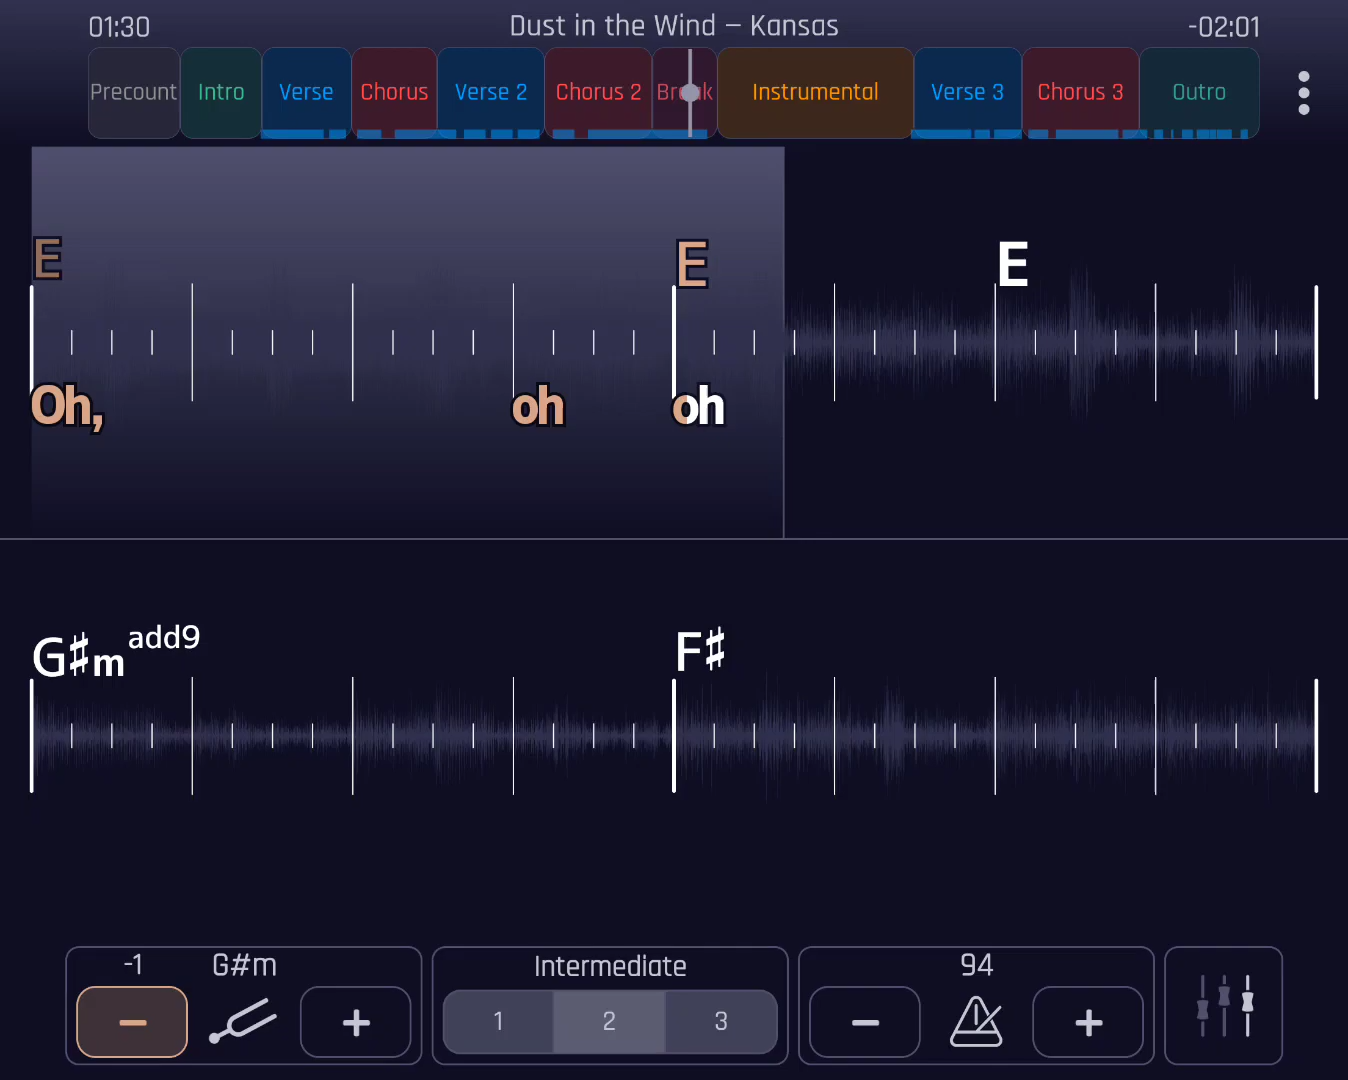 01:30 Dust in the Wind – Kansas -02:01
Precount Intro Verse Chorus Verse 2 Chorus 2 Break Instrumental Verse 3 Chorus 3 Outro
E E E
Oh, oh oh
G♯m add9 F♯
-1 G#m Intermediate 94
− + 1 2 3 − +